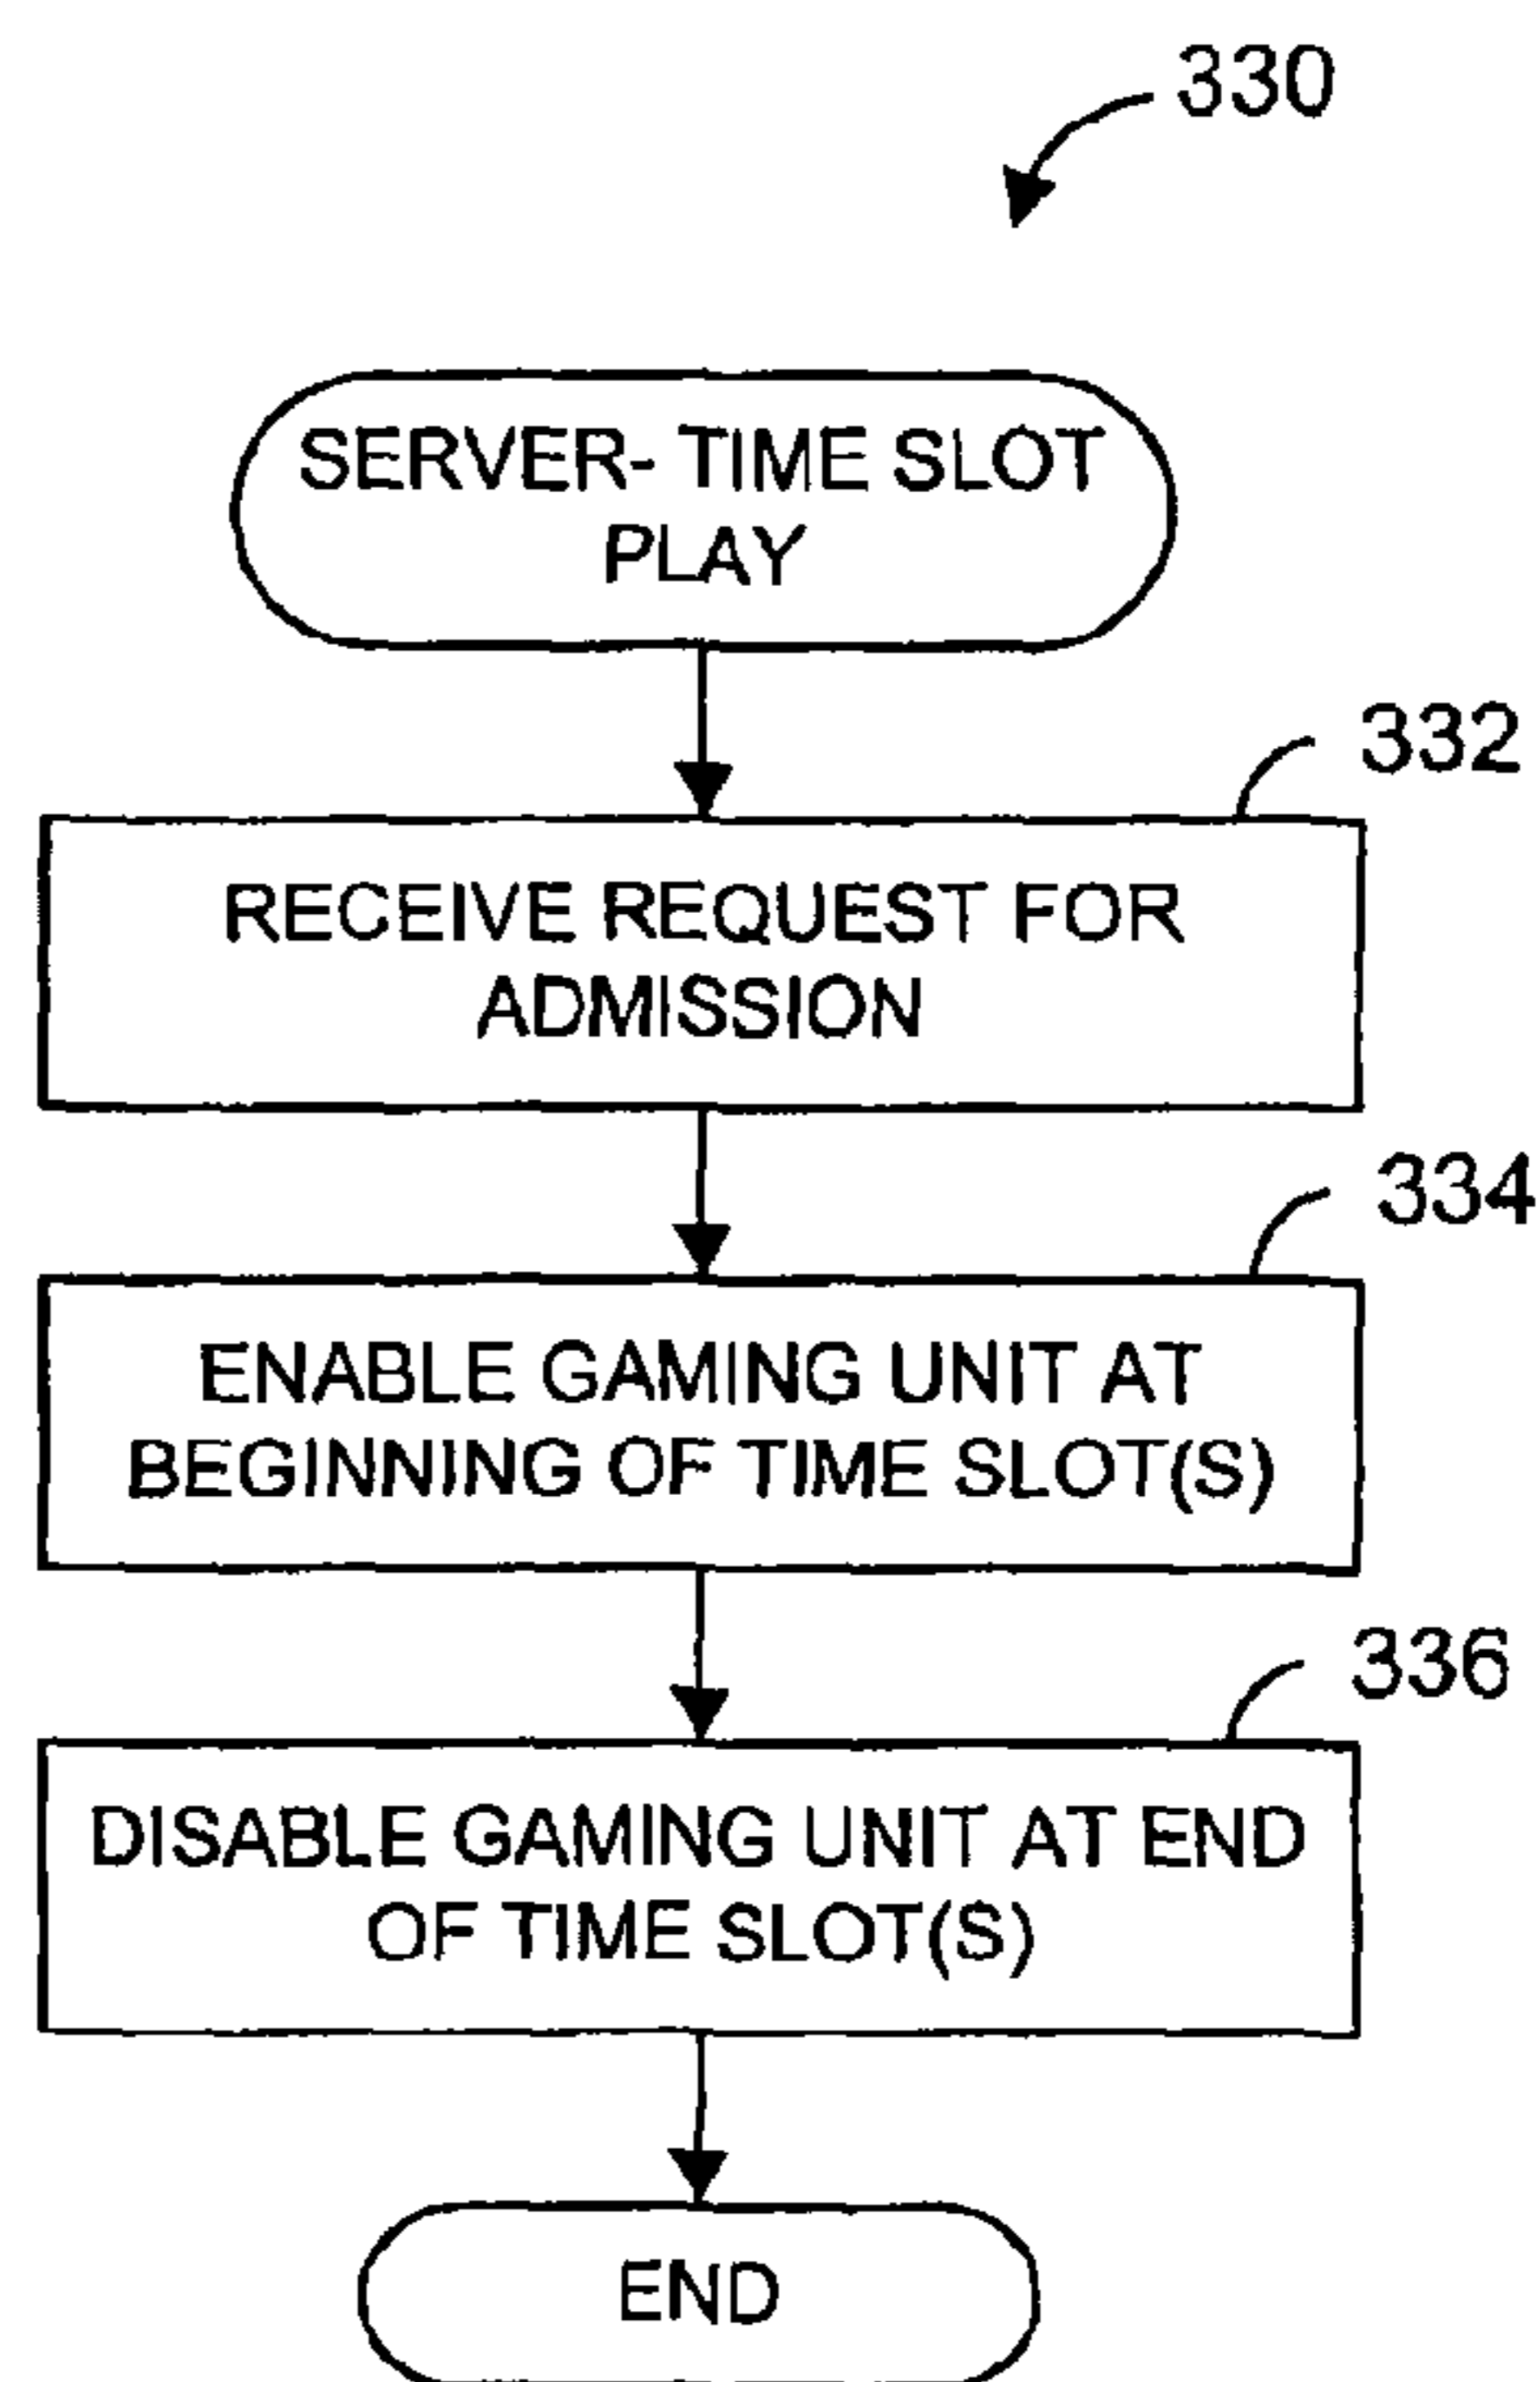 330
SERVER- TIME SLOT
PLAY
332
RECEIVE REQUEST FOR
ADMISSION
334
ENABLE GAMING UNIT AT
BEGINNING OF TIME SLOT(S)
336
DISABLE GAMING UNIT AT END
OF TIME SLOT(S)
END